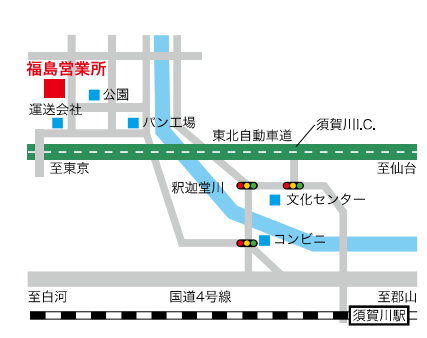 福島営業所
公園
運送会社
パン工場
須賀川I.C.
東北自動車道
至東京
至仙台
釈迦堂川
文化センター
コンビニ
至白河
国道4号線
至郡山
須賀川駅